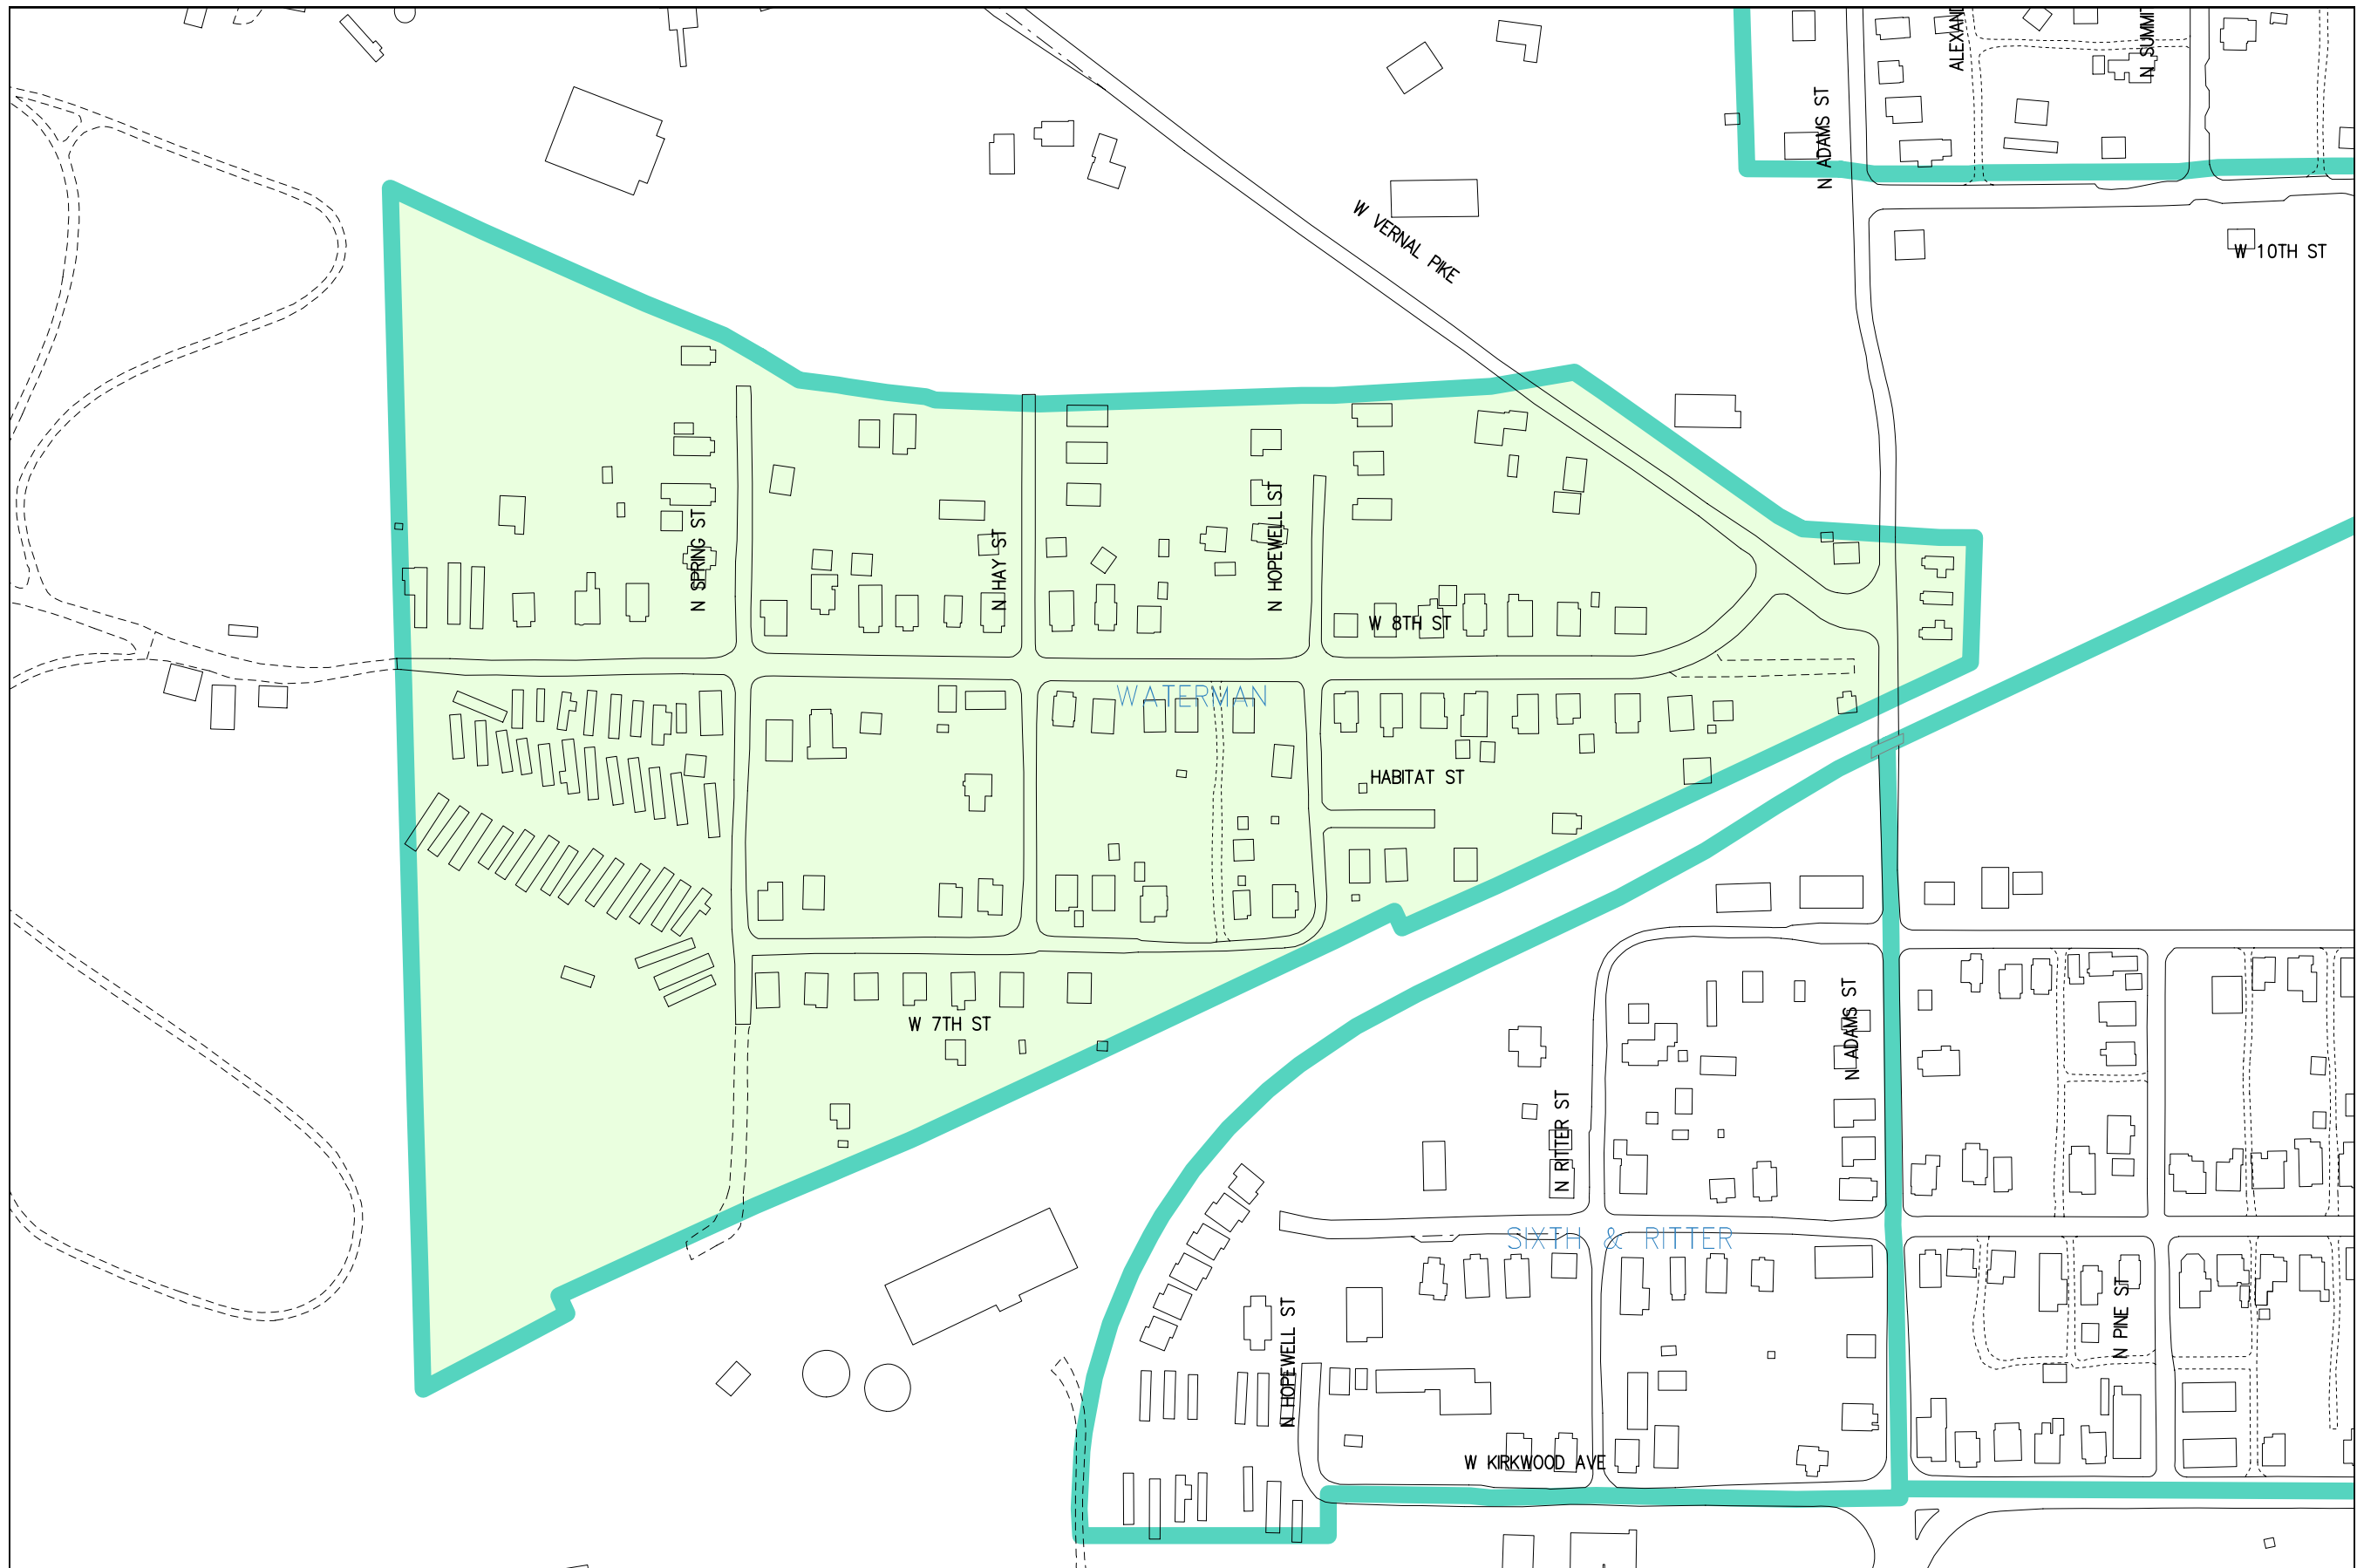 ALEXAND
N SUMMIT
N ADAMS ST
W VERNAL PIKE
W 10TH ST
N SPRING ST
N HAY ST
N HOPEWELL ST
W 8TH ST
WATERMAN
HABITAT ST
W 7TH ST
N ADAMS ST
N RITTER ST
SIXTH & RITTER
N HOPEWELL ST
N PINE ST
W KIRKWOOD AVE